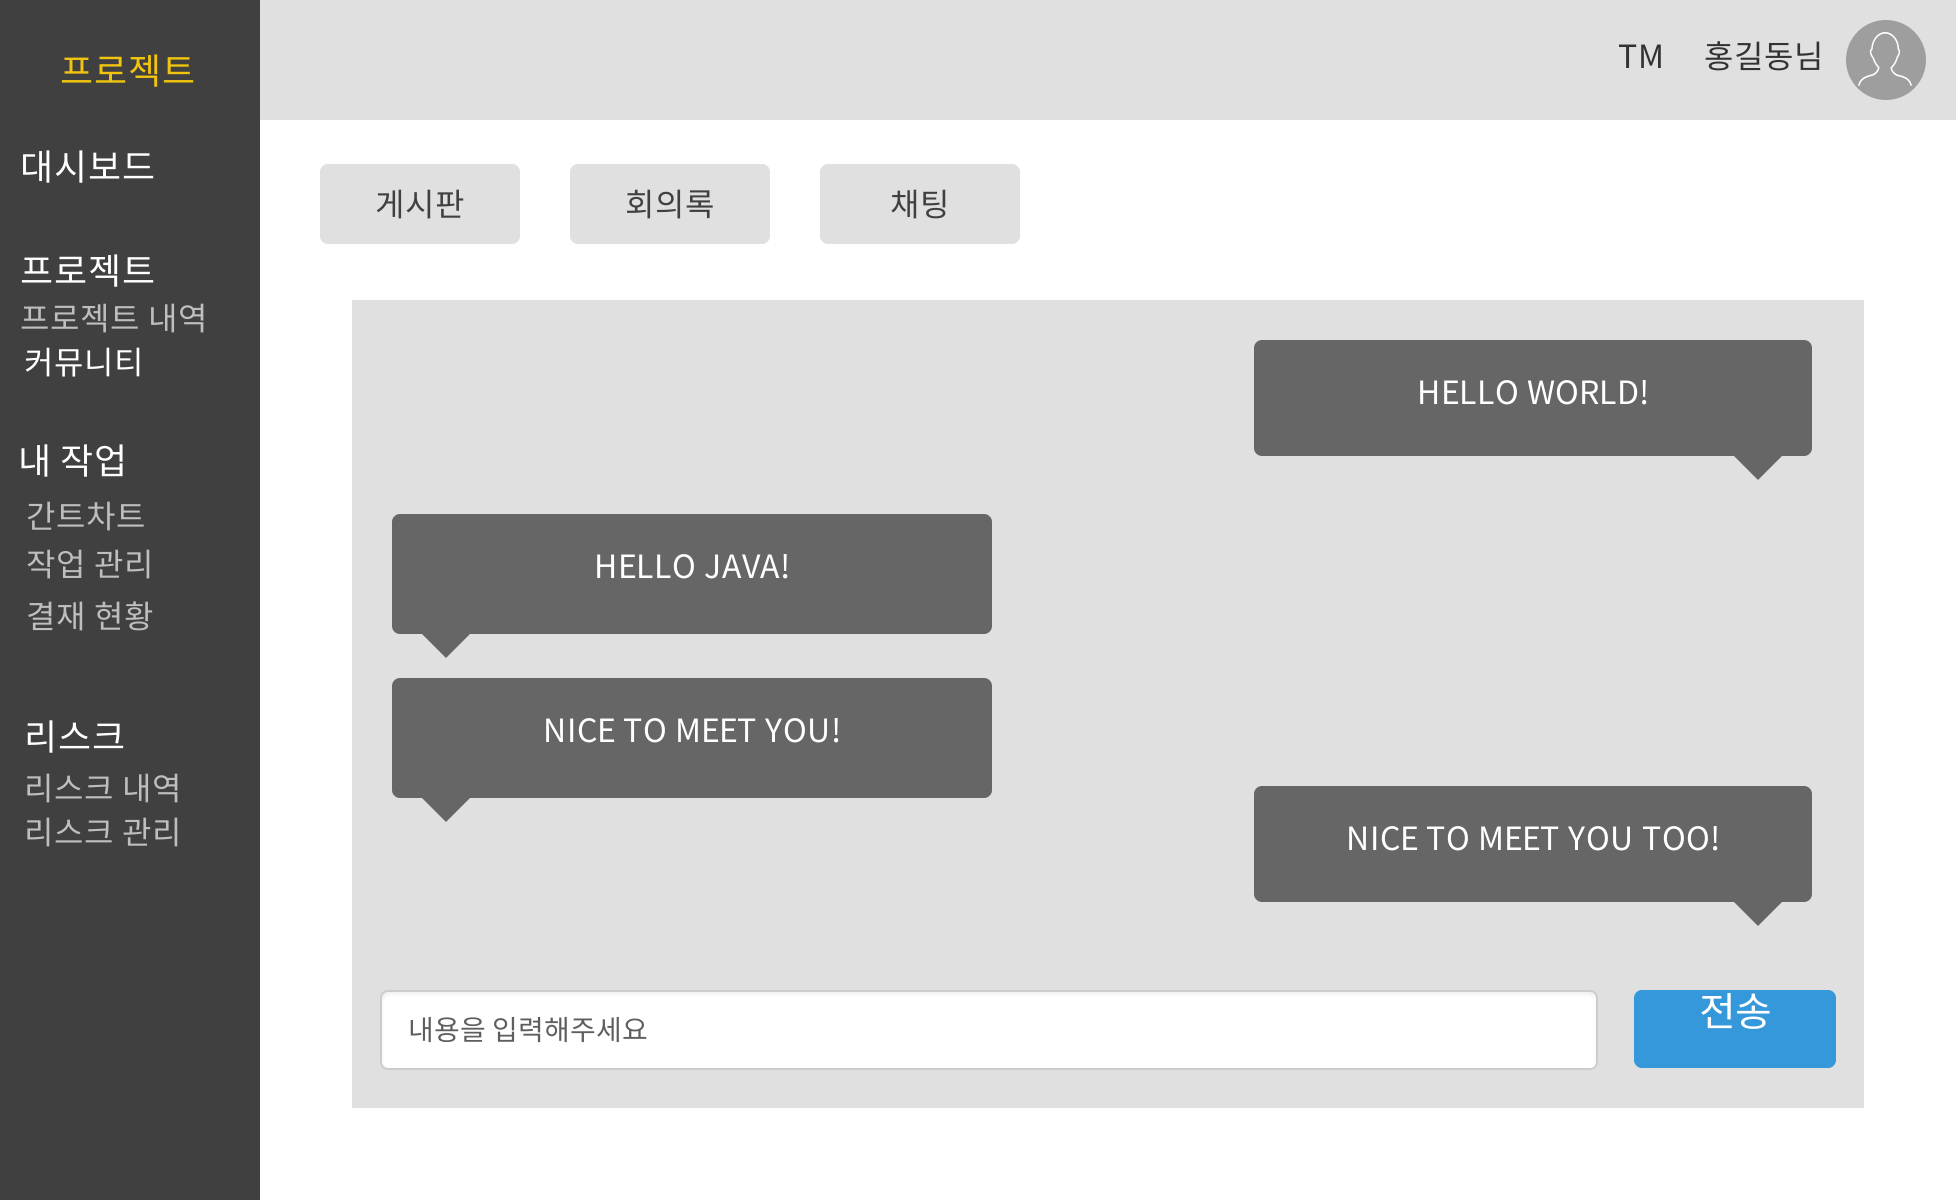 프로젝트
대시보드
프로젝트
프로젝트 내역
커뮤니티
내 작업
간트차트
작업 관리
결재 현황
리스크
리스크 내역
리스크 관리
TM 홍길동님
게시판 회의록 채팅
HELLO WORLD!
HELLO JAVA!
NICE TO MEET YOU!
NICE TO MEET YOU TOO!
내용을 입력해주세요
전송